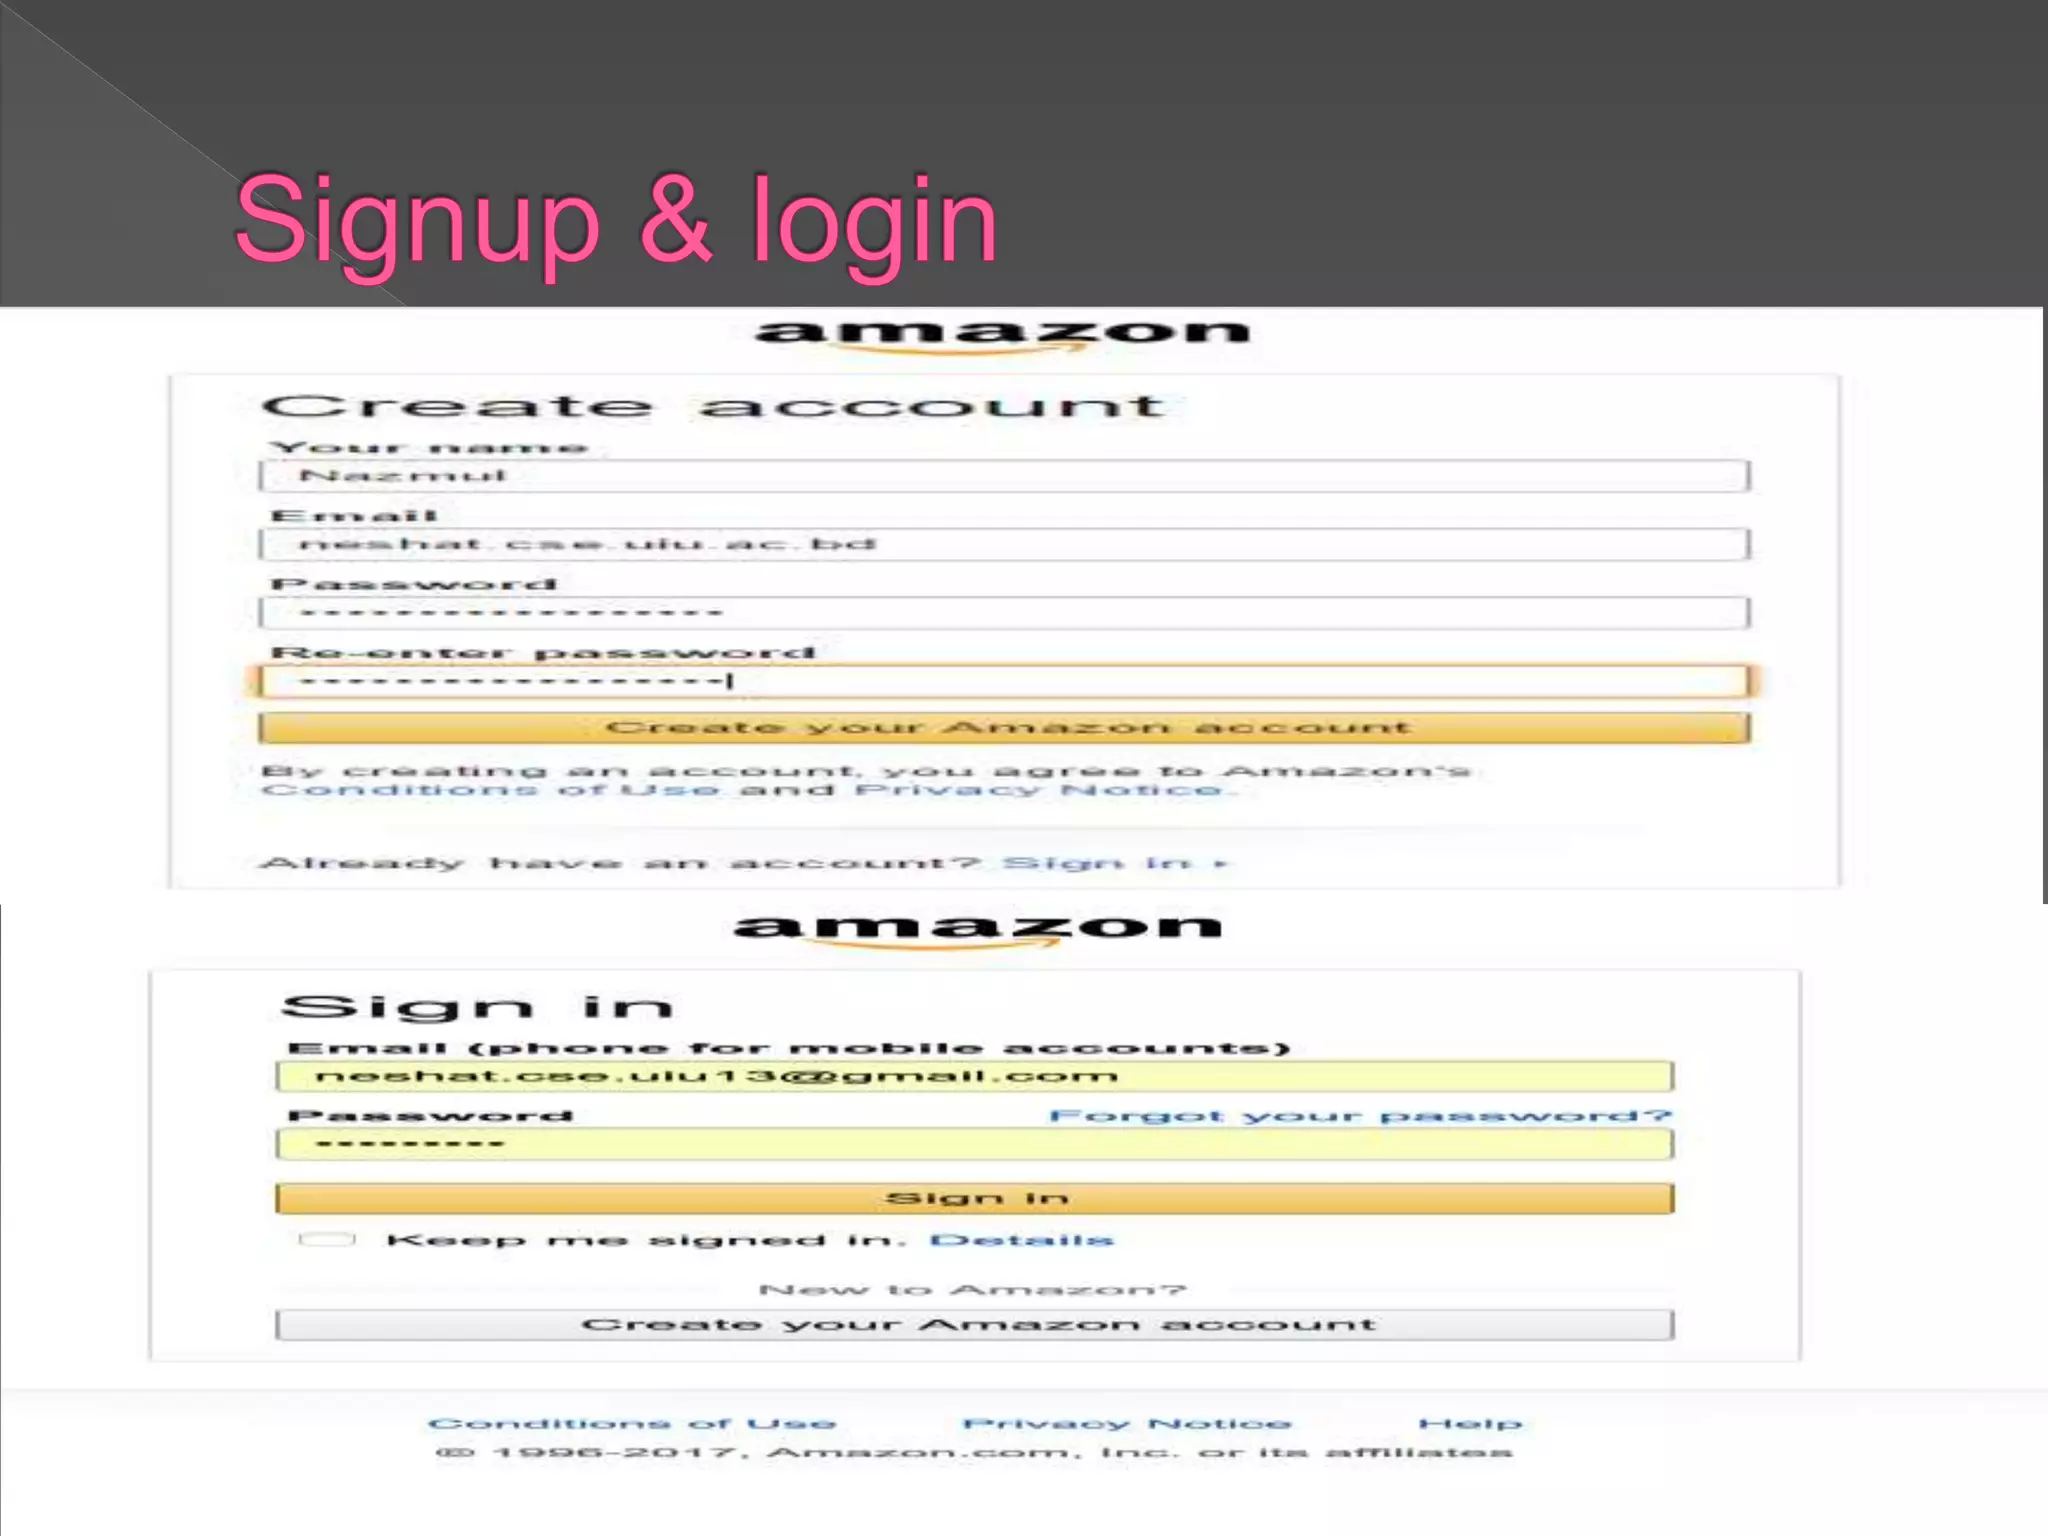 Signup & login
amazon
Create account
Your name
Nazmul
Email
neshat.cse.uiu.ac.bd
Password
••••••••••••••••••
Re-enter password
••••••••••••••••••
Create your Amazon account
By creating an account, you agree to Amazon's
Conditions of Use and Privacy Notice.
Already have an account? Sign in ▸
amazon
Sign in
Email (phone for mobile accounts)
neshat.cse.uiu13@gmail.com
Password Forgot your password?
•••••••••
Sign in
Keep me signed in. Details
New to Amazon?
Create your Amazon account
Conditions of Use Privacy Notice Help
© 1996-2017, Amazon.com, Inc. or its affiliates